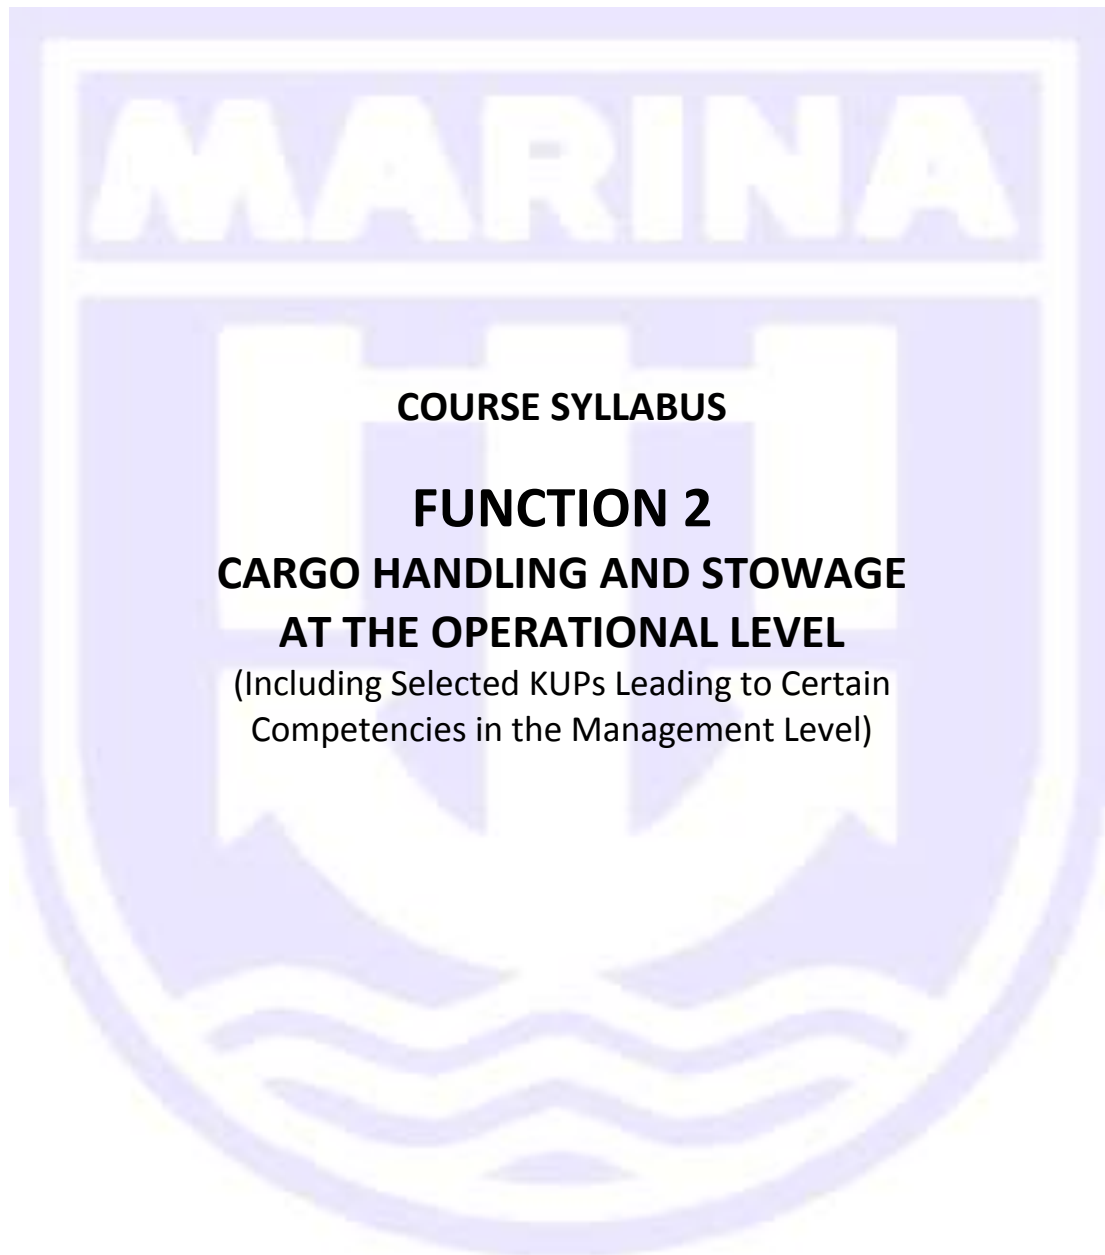 MARINA
COURSE SYLLABUS
FUNCTION 2
CARGO HANDLING AND STOWAGE
AT THE OPERATIONAL LEVEL
(Including Selected KUPs Leading to Certain
Competencies in the Management Level)